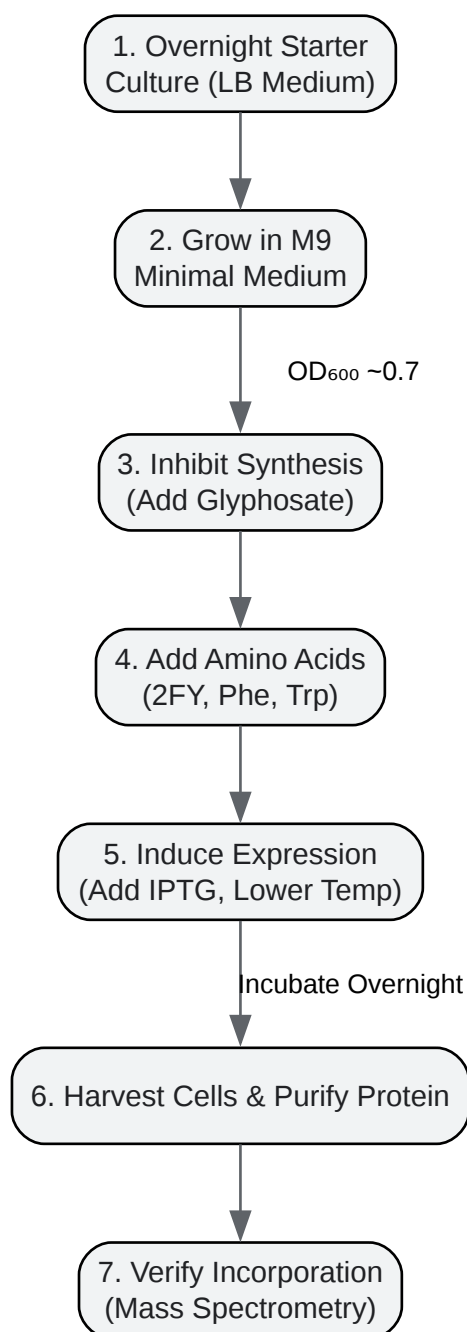 1. Overnight Starter
Culture (LB Medium)
2. Grow in M9
Minimal Medium
OD₆₀₀ ~0.7
3. Inhibit Synthesis
(Add Glyphosate)
4. Add Amino Acids
(2FY, Phe, Trp)
5. Induce Expression
(Add IPTG, Lower Temp)
Incubate Overnight
6. Harvest Cells & Purify Protein
7. Verify Incorporation
(Mass Spectrometry)